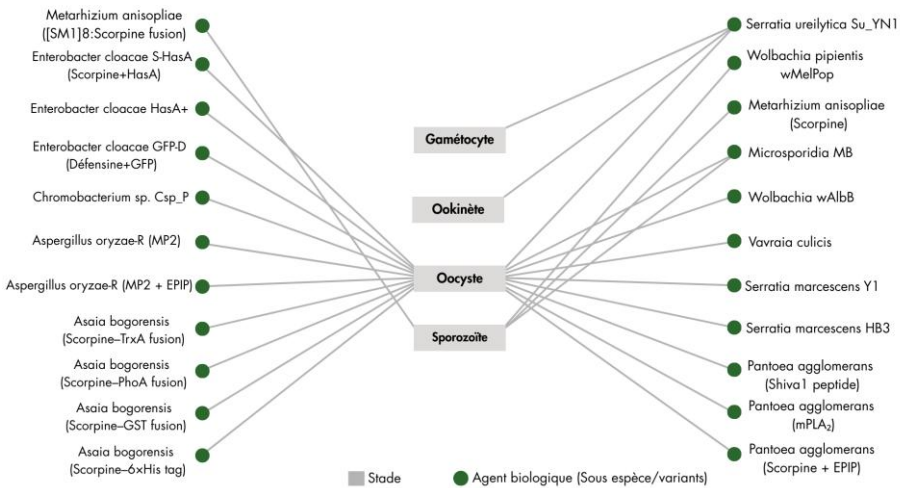 Metarhizium anisopliae
([SM1]8:Scorpine fusion)
Enterobacter cloacae S-HasA
(Scorpine+HasA)
Enterobacter cloacae HasA+
Enterobacter cloacae GFP-D
(Défensine+GFP)
Chromobacterium sp. Csp_P
Aspergillus oryzae-R (MP2)
Aspergillus oryzae-R (MP2 + EPIP)
Asaia bogorensis
(Scorpine–TrxA fusion)
Asaia bogorensis
(Scorpine–PhoA fusion)
Asaia bogorensis
(Scorpine–GST fusion)
Asaia bogorensis
(Scorpine–6×His tag)
Gamétocyte
Ookinète
Oocyste
Sporozoïte
Serratia ureilytica Su_YN1
Wolbachia pipientis
wMelPop
Metarhizium anisopliae
(Scorpine)
Microsporidia MB
Wolbachia wAlbB
Vavraia culicis
Serratia marcescens Y1
Serratia marcescens HB3
Pantoea agglomerans
(Shiva1 peptide)
Pantoea agglomerans
(mPLA₂)
Pantoea agglomerans
(Scorpine + EPIP)
Stade
Agent biologique (Sous espèce/variants)